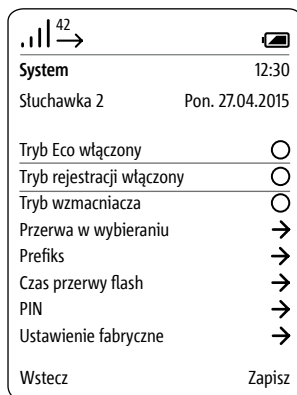 42
System 12:30
Słuchawka 2 Pon. 27.04.2015
Tryb Eco włączony
Tryb rejestracji włączony
Tryb wzmacniacza
Przerwa w wybieraniu
Prefiks
Czas przerwy flash
PIN
Ustawienie fabryczne
Wstecz Zapisz